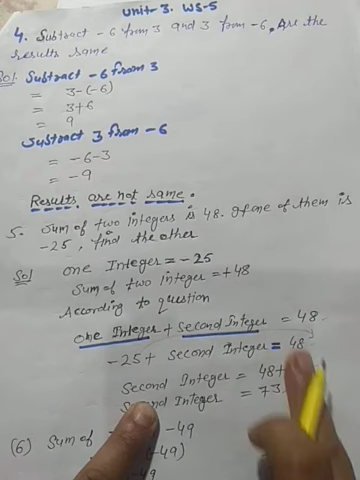 Unit-3. WS-5
4. Subtract -6 from 3 and 3 from -6, Are the
results same
Sol. Subtract -6 from 3
= 3-(-6)
= 3+6
= 9
Subtract 3 from -6
= -6-3
= -9
Results are not same.
5. Sum of two integers is 48. If one of them is
-25, find the other
Sol one Integer = -25
Sum of two integer = +48
According to question
one Integer + Second Integer = 48
-25 + Second Integer = 48
Second Integer = 48+
Second Integer = 73
(6) Sum of -49
-49)
-49